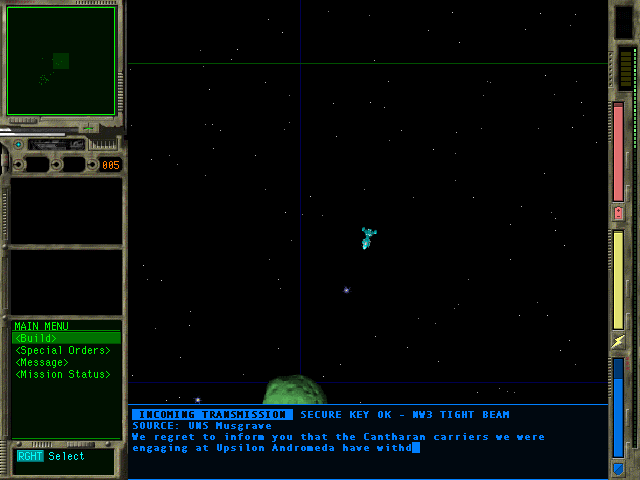 005
MAIN MENU
<Build>
<Special Orders>
<Message>
<Mission Status>
RGHT Select
INCOMING TRANSMISSION SECURE KEY OK - NW3 TIGHT BEAM
SOURCE: UNS Musgrave
We regret to inform you that the Cantharan carriers we were
engaging at Upsilon Andromeda have withd